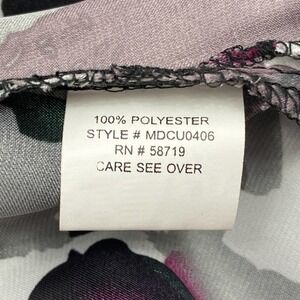 100% POLYESTER
STYLE # MDCU0406
RN # 58719
CARE SEE OVER